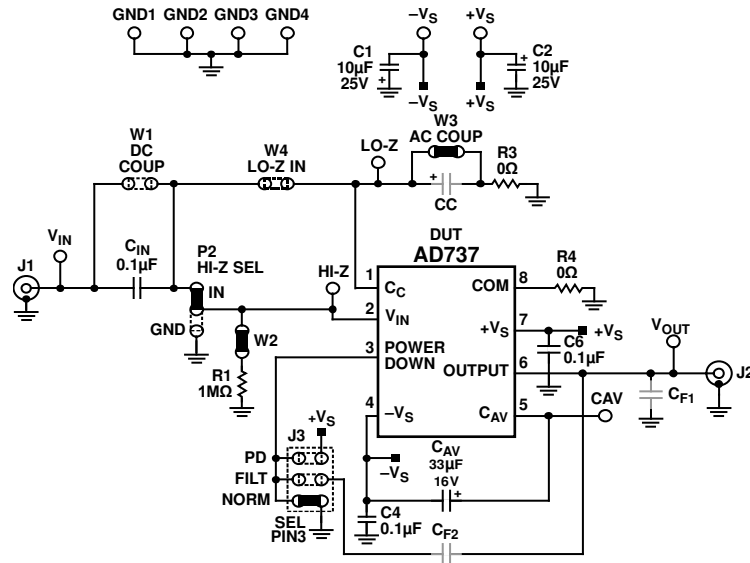 GND1 GND2 GND3 GND4
–VS +VS
C1
10µF
25V
+
C2
10µF
25V
+
–VS +VS
W1
DC
COUP
W4
LO-Z IN
LO-Z
W3
AC COUP
+
CC
R3
0Ω
VIN
J1
CIN
0.1µF
P2
HI-Z SEL
IN
GND
HI-Z
W2
R1
1MΩ
DUT
AD737
1 CC
2 VIN
3 POWER
DOWN
4 –VS
COM 8
+VS 7
OUTPUT 6
CAV 5
R4
0Ω
+VS
C6
0.1µF
VOUT
J2
CF1
CAV
–VS
CAV
33µF
16V
+
C4
0.1µF
CF2
+VS
J3
PD
FILT
NORM
SEL
PIN3